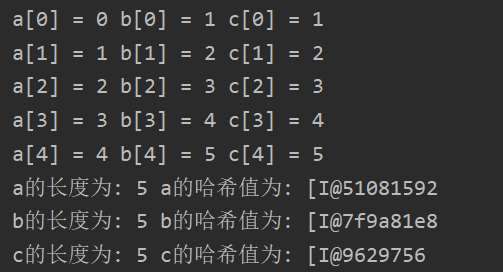 a[0] = 0 b[0] = 1 c[0] = 1
a[1] = 1 b[1] = 2 c[1] = 2
a[2] = 2 b[2] = 3 c[2] = 3
a[3] = 3 b[3] = 4 c[3] = 4
a[4] = 4 b[4] = 5 c[4] = 5
a的长度为: 5 a的哈希值为: [I@51081592
b的长度为: 5 b的哈希值为: [I@7f9a81e8
c的长度为: 5 c的哈希值为: [I@9629756